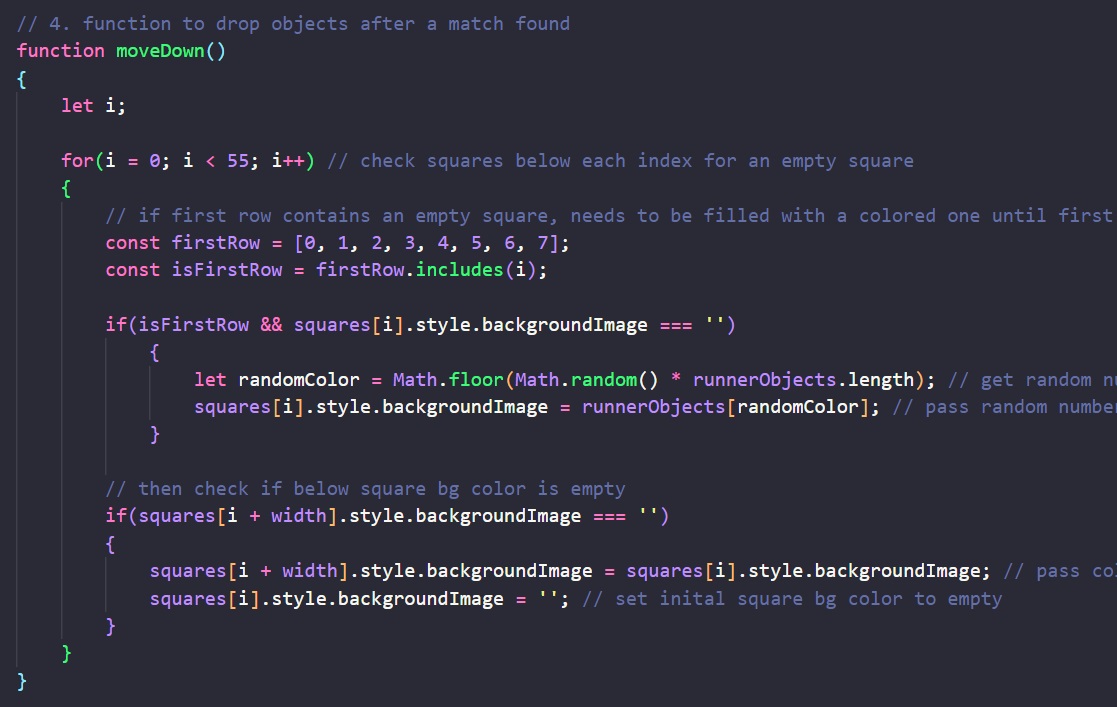 // 4. function to drop objects after a match found
function moveDown()
{
let i;
for(i = 0; i < 55; i++) // check squares below each index for an empty square
{
// if first row contains an empty square, needs to be filled with a colored one until first
const firstRow = [0, 1, 2, 3, 4, 5, 6, 7];
const isFirstRow = firstRow.includes(i);
if(isFirstRow && squares[i].style.backgroundImage === '')
{
let randomColor = Math.floor(Math.random() * runnerObjects.length); // get random
squares[i].style.backgroundImage = runnerObjects[randomColor]; // pass random number
}
// then check if below square bg color is empty
if(squares[i + width].style.backgroundImage === '')
{
squares[i + width].style.backgroundImage = squares[i].style.backgroundImage; // pass
squares[i].style.backgroundImage = ''; // set inital square bg color to empty
}
}
}